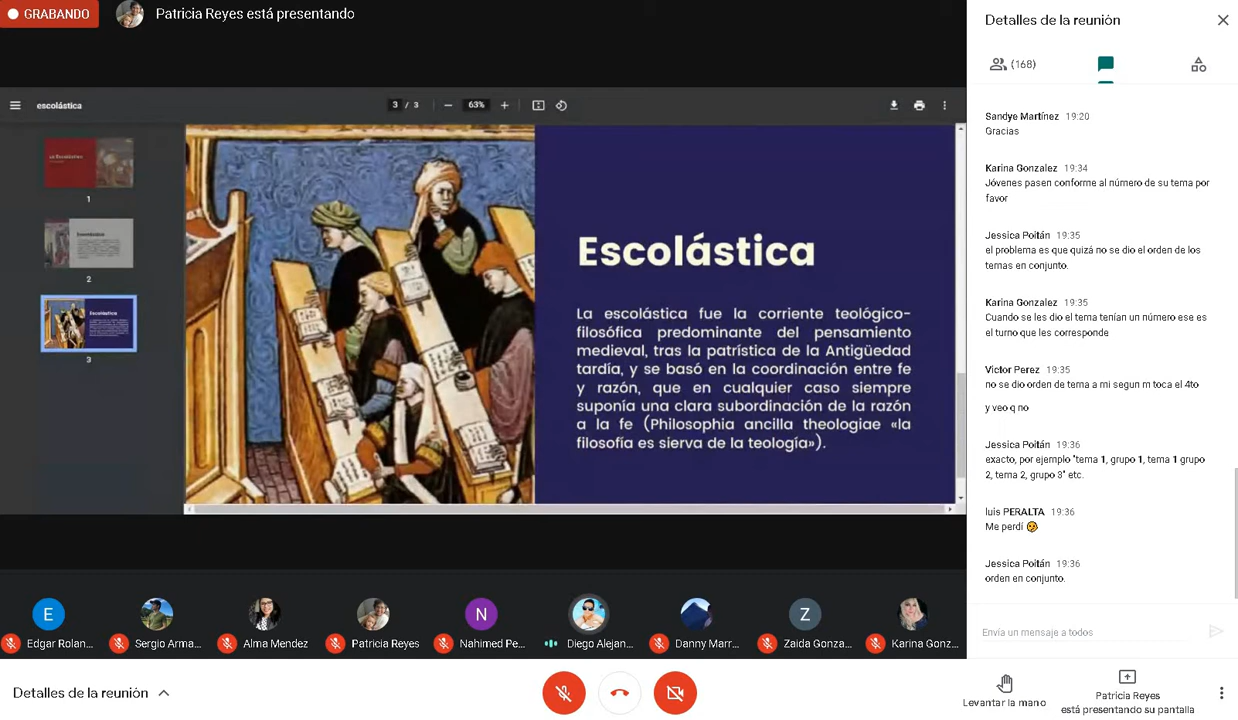 GRABANDO
Patricia Reyes está presentando
escolástica
3 / 3
63%
La Escolástica
1
Escolástica
2
Escolástica
3
Escolástica
La escolástica fue la corriente teológico-
filosófica predominante del pensamiento
medieval, tras la patrística de la Antigüedad
tardía, y se basó en la coordinación entre fe
y razón, que en cualquier caso siempre
suponía una clara subordinación de la razón
a la fe (Philosophia ancilla theologiae «la
filosofía es sierva de la teología»).
Edgar Rolan...
Sergio Arma...
Alma Mendez
Patricia Reyes
N
Nahimed Pe...
Diego Alejan...
Danny Marr...
Z
Zaida Gonza...
Karina Gonz...
E
Detalles de la reunión
Detalles de la reunión
(168)
Sandye Martínez 19:20
Gracias
Karina Gonzalez 19:34
Jóvenes pasen conforme al número de su tema por
favor
Jessica Poitán 19:35
el problema es que quizá no se dio el orden de los
temas en conjunto.
Karina Gonzalez 19:35
Cuando se les dio el tema tenían un número ese es
el turno que les corresponde
Victor Perez 19:35
no se dio orden de tema a mi segun m toca el 4to
y veo q no
Jessica Poitán 19:36
exacto, por ejemplo "tema 1, grupo 1, tema 1 grupo
2, tema 2, grupo 3" etc.
luis PERALTA 19:36
Me perdí
Jessica Poitán 19:36
orden en conjunto.
Envía un mensaje a todos
Levantar la mano
Patricia Reyes
está presentando su pantalla